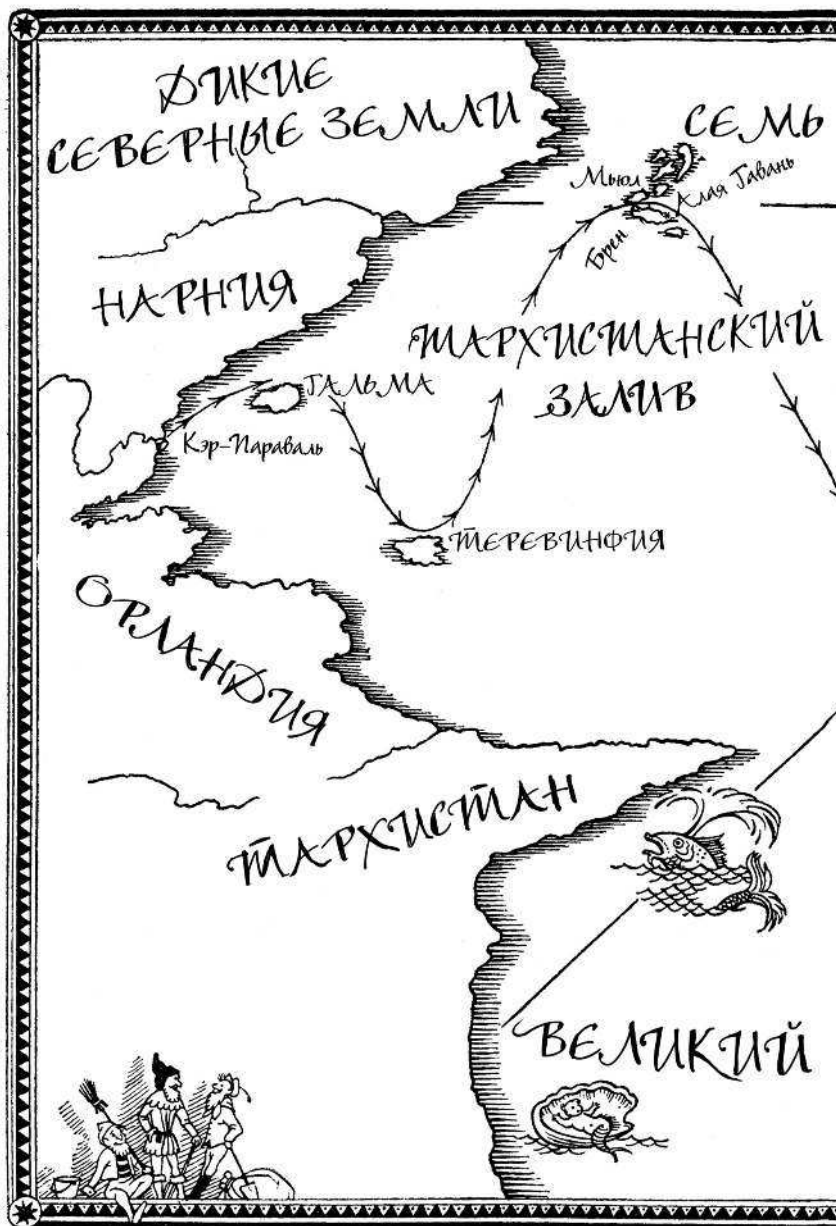 ДИКИЕ
СЕВЕРНЫЕ ЗЕМЛИ
СЕМЬ
Мьюл
Алая Гавань
Брен
НАРНИЯ
ТАРХИСТАНСКИЙ
ЗАЛИВ
ГАЛЬМА
Кэр-Параваль
ТЕРЕВИНФИЯ
ОРЛАНДИЯ
ТАРХИСТАН
ВЕЛИКИЙ